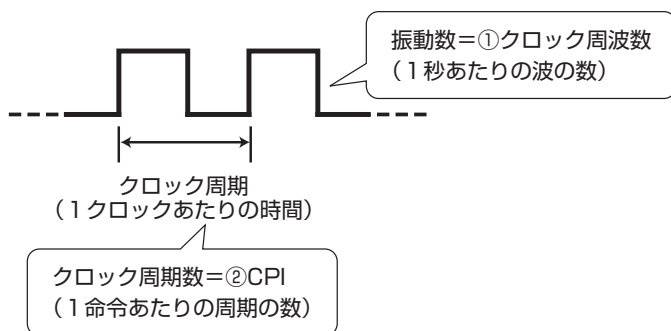 振動数＝①クロック周波数
（１秒あたりの波の数）
クロック周期
（１クロックあたりの時間）
クロック周期数＝②CPI
（１命令あたりの周期の数）